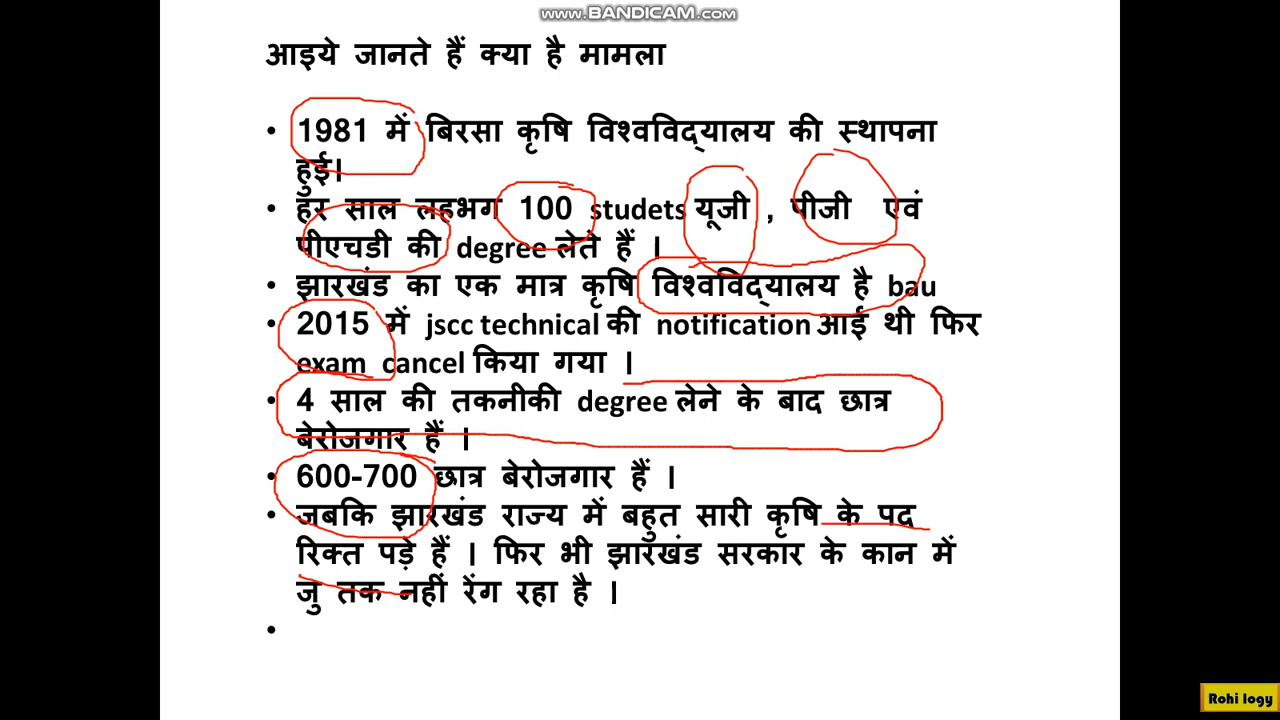 www.BANDICAM.com
आइये जानते हैं क्या है मामला
• 1981 में बिरसा कृषि विश्वविद्यालय की स्थापना
हुई।
• हर साल लहभग 100 studets यूजी , पीजी एवं
पीएचडी की degree लेते हैं ।
• झारखंड का एक मात्र कृषि विश्वविद्यालय है bau
• 2015 में jscc technical की notification आई थी फिर
exam cancel किया गया ।
• 4 साल की तकनीकी degree लेने के बाद छात्र
बेरोजगार हैं ।
• 600-700 छात्र बेरोजगार हैं ।
• जबकि झारखंड राज्य में बहुत सारी कृषि के पद
रिक्त पड़े हैं । फिर भी झारखंड सरकार के कान में
जु तक नहीं रेंग रहा है ।
•
Rohi logy